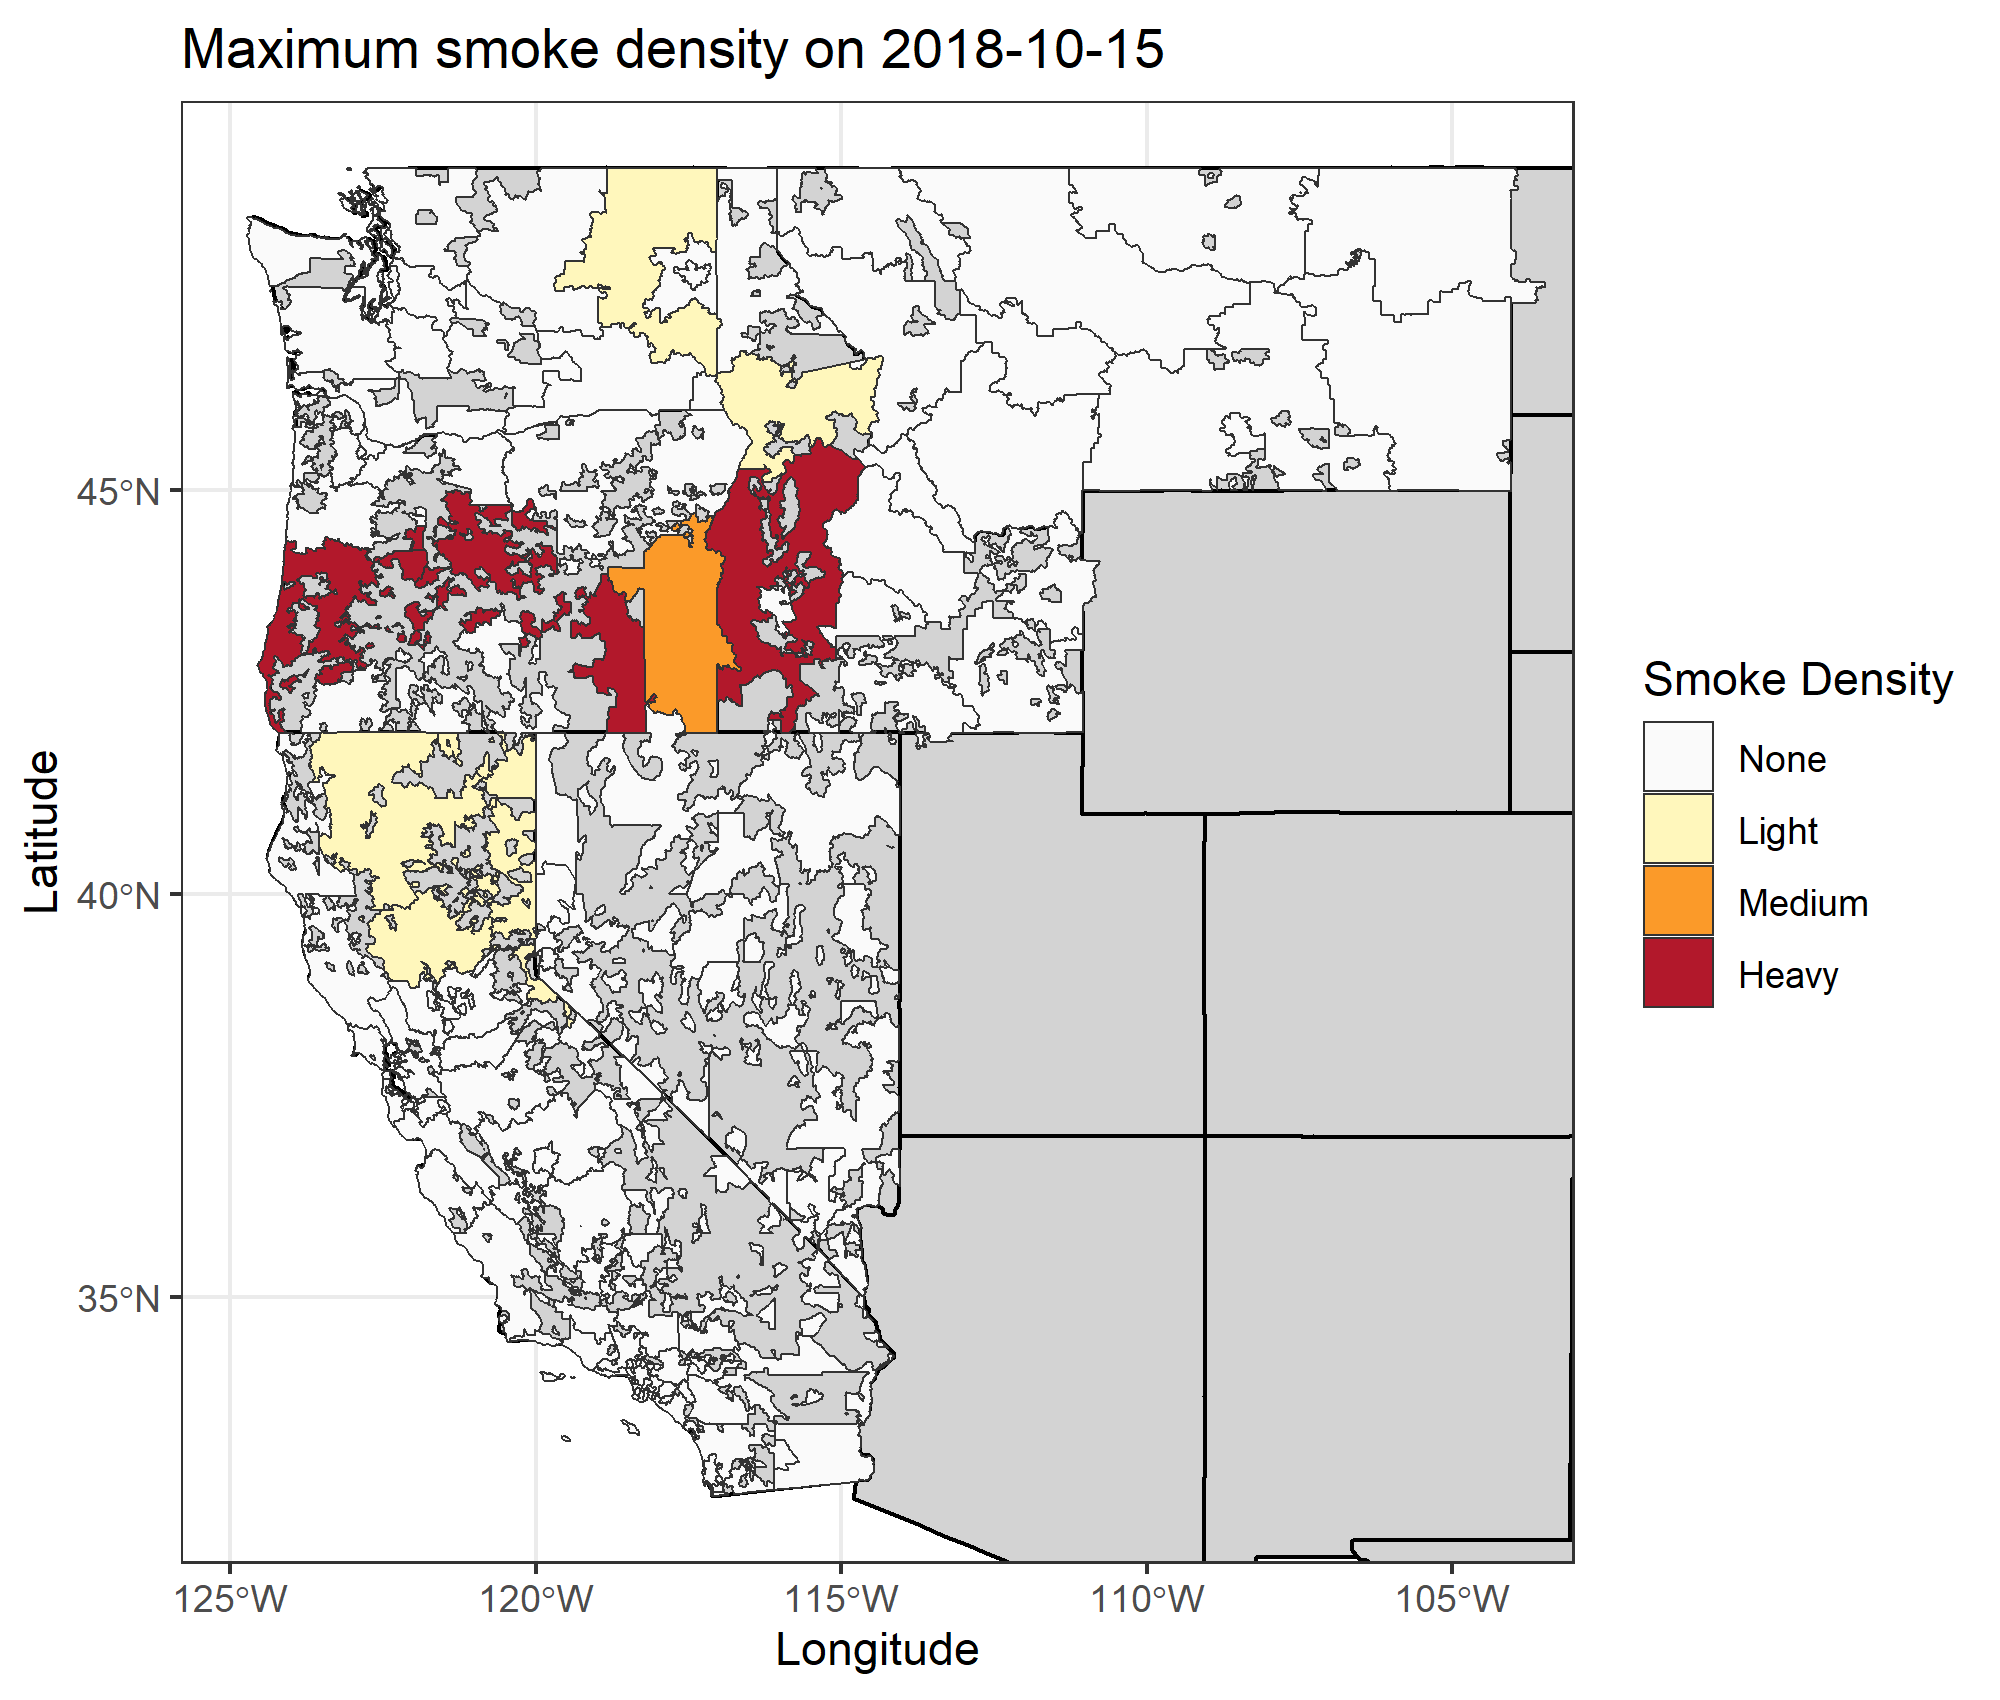 Maximum smoke density on 2018-10-15
Latitude
45°N
40°N
35°N
125°W
120°W
115°W
110°W
105°W
Longitude
Smoke Density
None
Light
Medium
Heavy